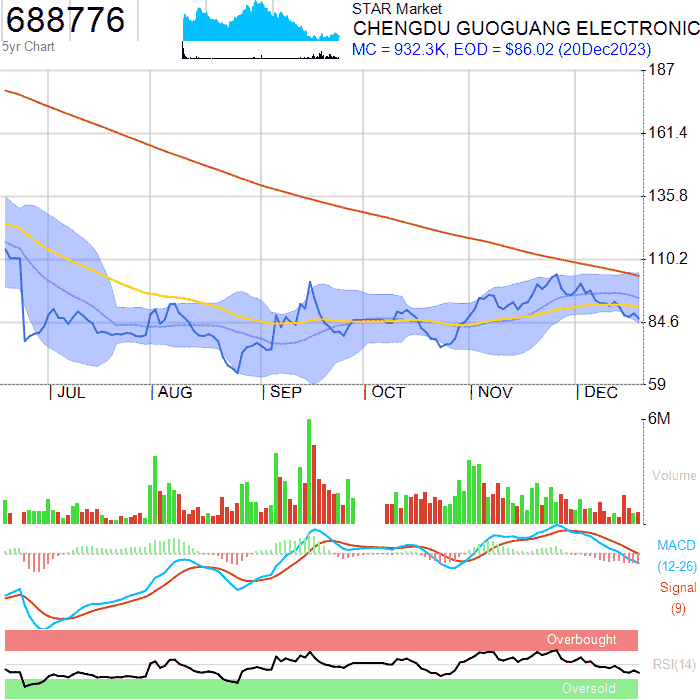 688776
5yr Chart
STAR Market
CHENGDU GUOGUANG ELECTRONIC
MC = 932.3K, EOD = $86.02 (20Dec2023)
187
161.4
135.8
110.2
84.6
59
JUL
AUG
SEP
OCT
NOV
DEC
6M
Volume
MACD
(12-26)
Signal
(9)
Overbought
RSI(14)
Oversold